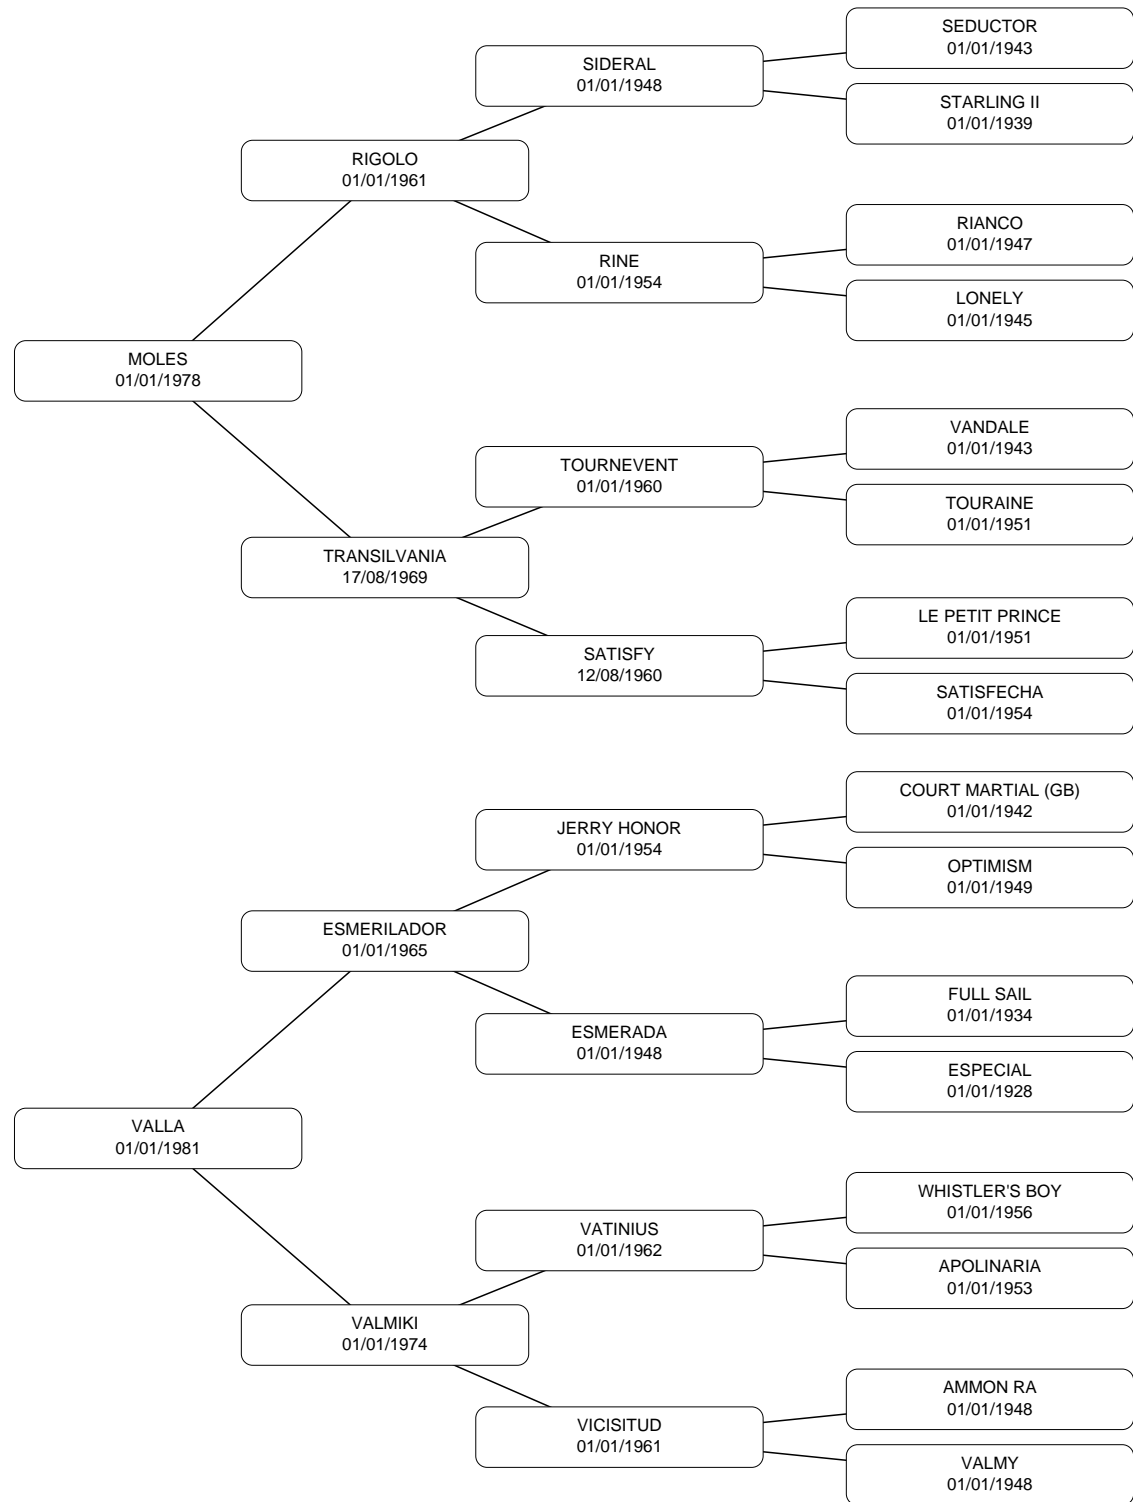 SEDUCTOR
01/01/1943
SIDERAL
01/01/1948
STARLING II
01/01/1939
RIGOLO
01/01/1961
RIANCO
01/01/1947
RINE
01/01/1954
LONELY
01/01/1945
MOLES
01/01/1978
VANDALE
01/01/1943
TOURNEVENT
01/01/1960
TOURAINE
01/01/1951
TRANSILVANIA
17/08/1969
LE PETIT PRINCE
01/01/1951
SATISFY
12/08/1960
SATISFECHA
01/01/1954
COURT MARTIAL (GB)
01/01/1942
JERRY HONOR
01/01/1954
OPTIMISM
01/01/1949
ESMERILADOR
01/01/1965
FULL SAIL
01/01/1934
ESMERADA
01/01/1948
ESPECIAL
01/01/1928
VALLA
01/01/1981
WHISTLER'S BOY
01/01/1956
VATINIUS
01/01/1962
APOLINARIA
01/01/1953
VALMIKI
01/01/1974
AMMON RA
01/01/1948
VICISITUD
01/01/1961
VALMY
01/01/1948